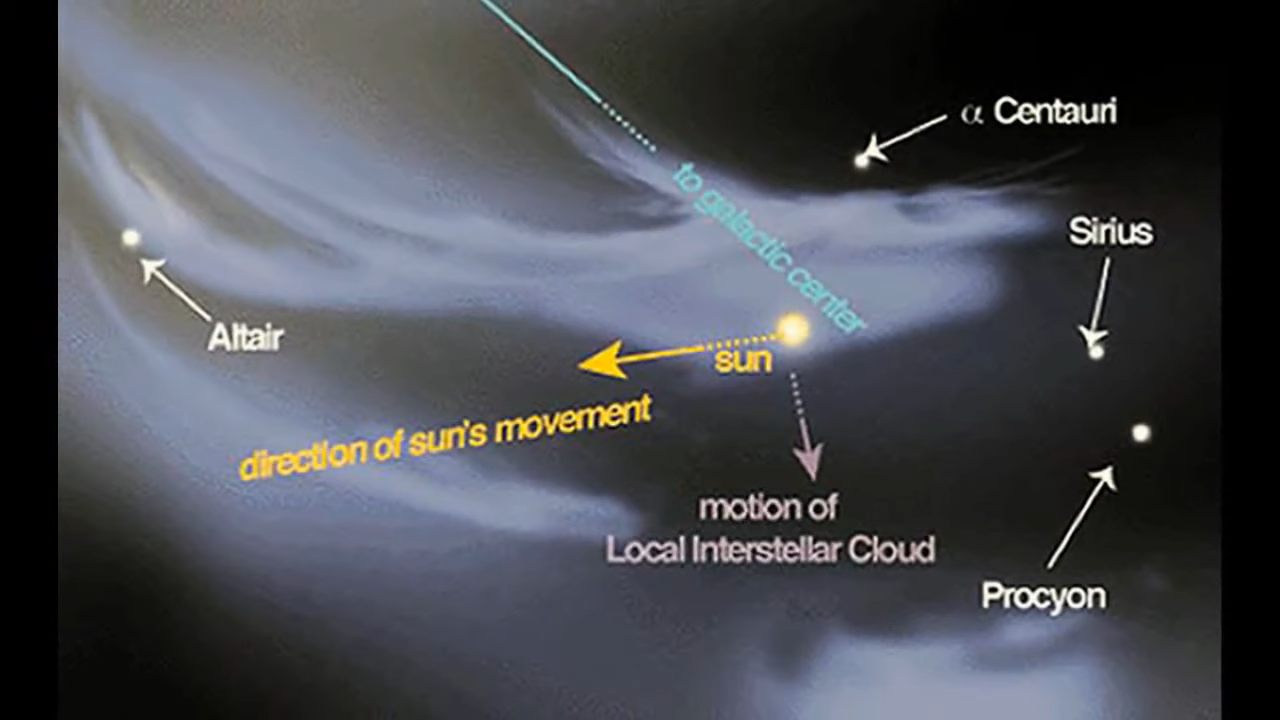 α Centauri
to galactic center
Sirius
Altair
sun
direction of sun's movement
motion of
Local Interstellar Cloud
Procyon